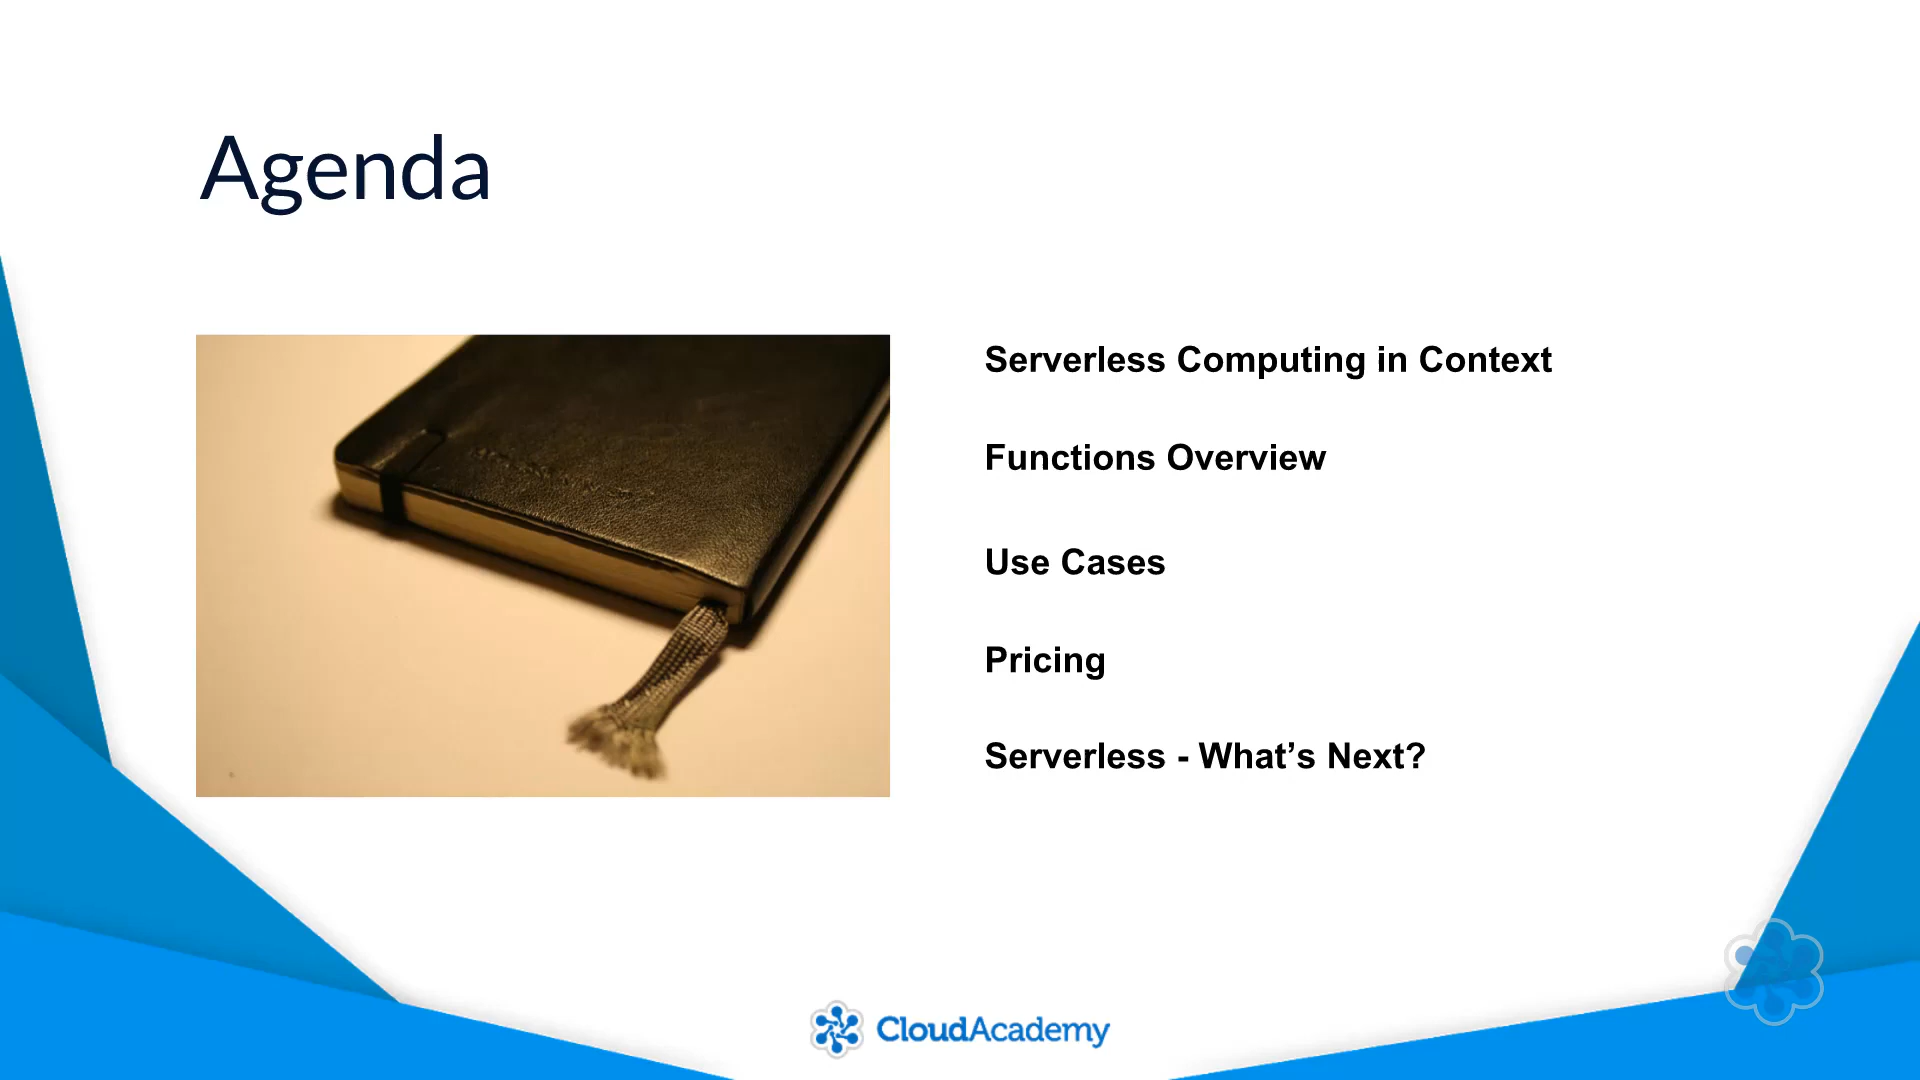 Agenda
Serverless Computing in Context
Functions Overview
Use Cases
Pricing
Serverless - What’s Next?
CloudAcademy